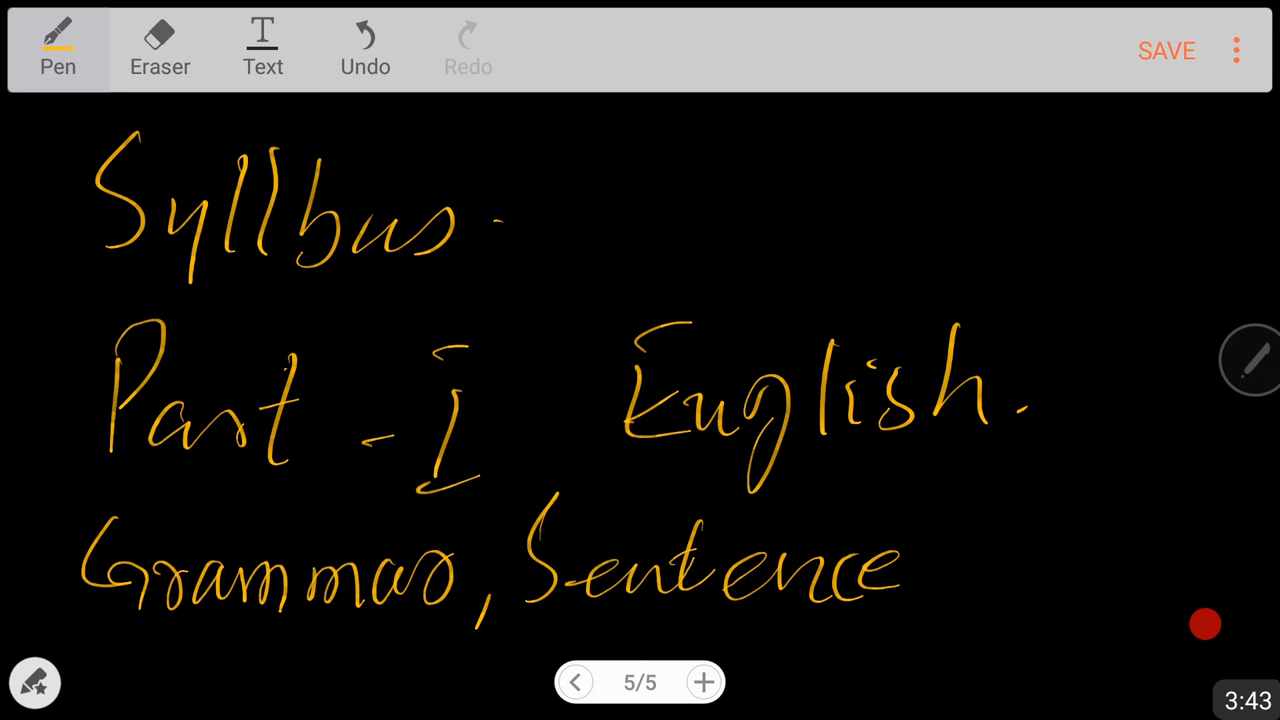 Pen Eraser Text Undo Redo SAVE
Syllbus.
Part - I English.
Grammar, Sentence
5/5
3:43